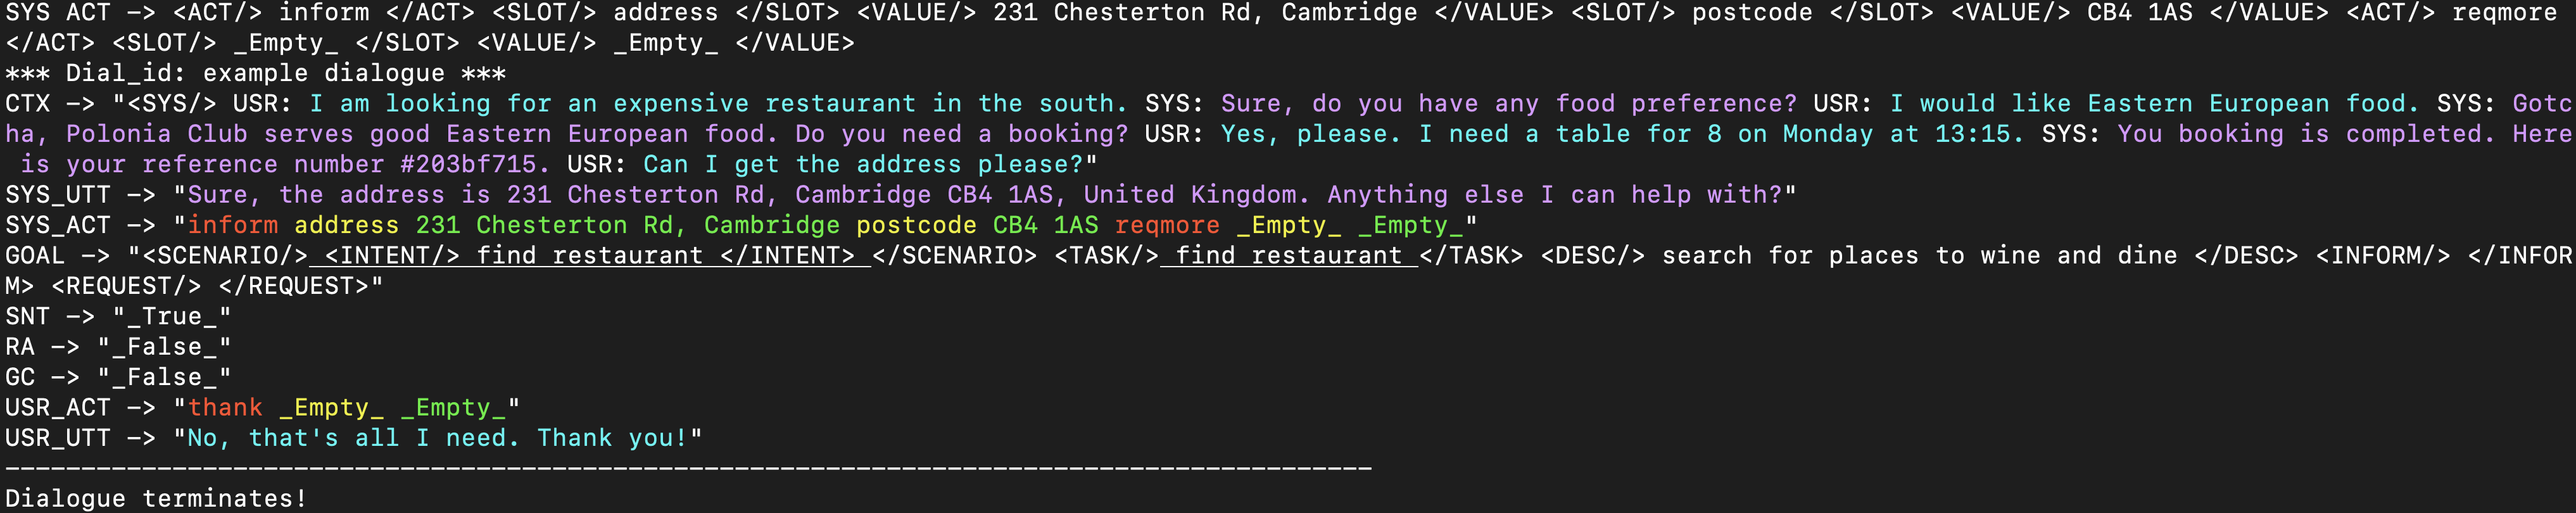 SYS ACT -> <ACT/> inform </ACT> <SLOT/> address </SLOT> <VALUE/> 231 Chesterton Rd, Cambridge </VALUE> <SLOT/> postcode </SLOT> <VALUE/> CB4 1AS </VALUE> <ACT/> reqmore
</ACT> <SLOT/> _Empty_ </SLOT> <VALUE/> _Empty_ </VALUE>
*** Dial_id: example dialogue ***
CTX -> "<SYS/> USR: I am looking for an expensive restaurant in the south. SYS: Sure, do you have any food preference? USR: I would like Eastern European food. SYS: Gotc
ha, Polonia Club serves good Eastern European food. Do you need a booking? USR: Yes, please. I need a table for 8 on Monday at 13:15. SYS: You booking is completed. Here
 is your reference number #203bf715. USR: Can I get the address please?"
SYS_UTT -> "Sure, the address is 231 Chesterton Rd, Cambridge CB4 1AS, United Kingdom. Anything else I can help with?"
SYS_ACT -> "inform address 231 Chesterton Rd, Cambridge postcode CB4 1AS reqmore _Empty_ _Empty_"
GOAL -> "<SCENARIO/> <INTENT/> find restaurant </INTENT> </SCENARIO> <TASK/> find restaurant </TASK> <DESC/> search for places to wine and dine </DESC> <INFORM/> </INFOR
M> <REQUEST/> </REQUEST>"
SNT -> "_True_"
RA -> "_False_"
GC -> "_False_"
USR_ACT -> "thank _Empty_ _Empty_"
USR_UTT -> "No, that's all I need. Thank you!"
------------------------------------------------------------------------------------------
Dialogue terminates!